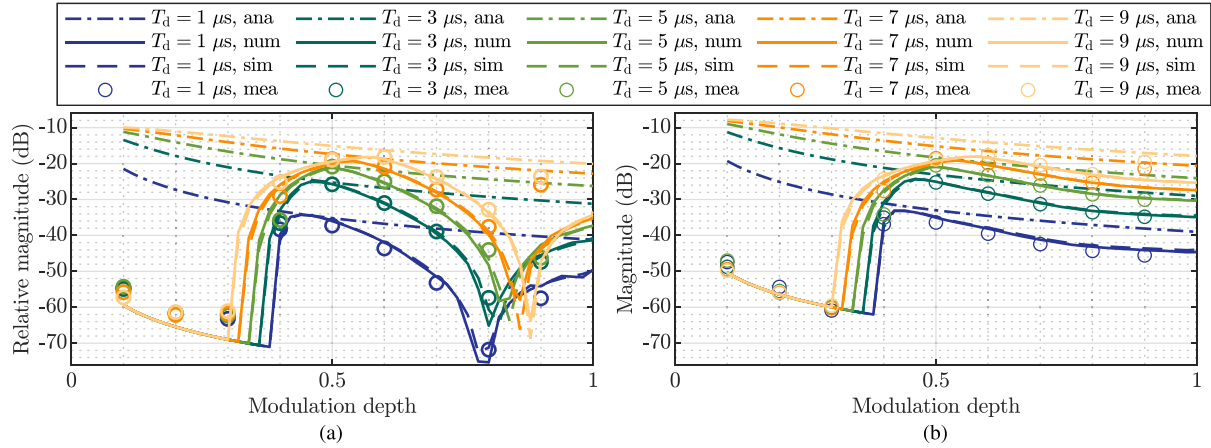 T_d = 1 μs, ana T_d = 3 μs, ana T_d = 5 μs, ana T_d = 7 μs, ana T_d = 9 μs, ana
T_d = 1 μs, num T_d = 3 μs, num T_d = 5 μs, num T_d = 7 μs, num T_d = 9 μs, num
T_d = 1 μs, sim T_d = 3 μs, sim T_d = 5 μs, sim T_d = 7 μs, sim T_d = 9 μs, sim
T_d = 1 μs, mea T_d = 3 μs, mea T_d = 5 μs, mea T_d = 7 μs, mea T_d = 9 μs, mea
Relative magnitude (dB)
-10
-20
-30
-40
-50
-60
-70
0 0.5 1
Modulation depth
(a)
Magnitude (dB)
-10
-20
-30
-40
-50
-60
-70
0 0.5 1
Modulation depth
(b)